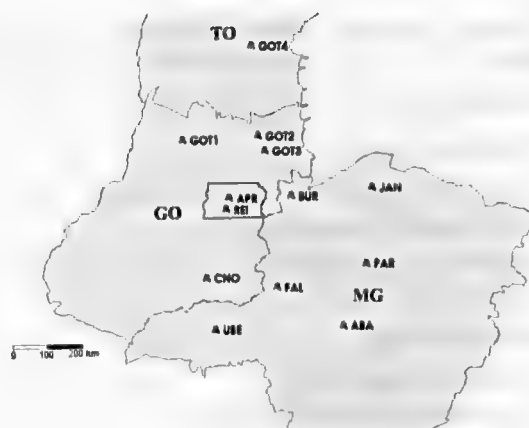 TO
GOT4
GOT1
GOT2
GOT3
APR
BUR
JAN
GO
REI
PAR
CNO
FAL
MG
UBE
ABA
0 100 200 km